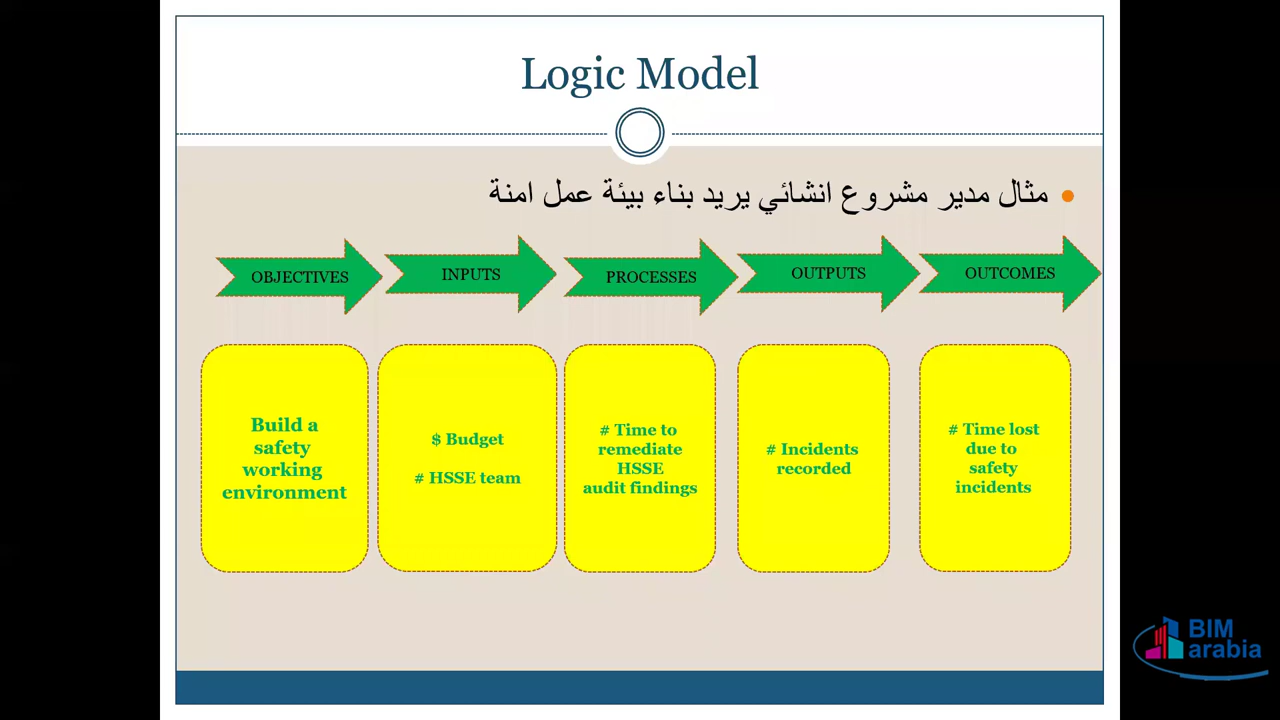 Logic Model
مثال مدير مشروع انشائي يريد بناء بيئة عمل امنة
OBJECTIVES
INPUTS
PROCESSES
OUTPUTS
OUTCOMES
Build a
safety
working
environment
$ Budget
# HSSE team
# Time to
remediate
HSSE
audit findings
# Incidents
recorded
# Time lost
due to
safety
incidents
BIM
arabia